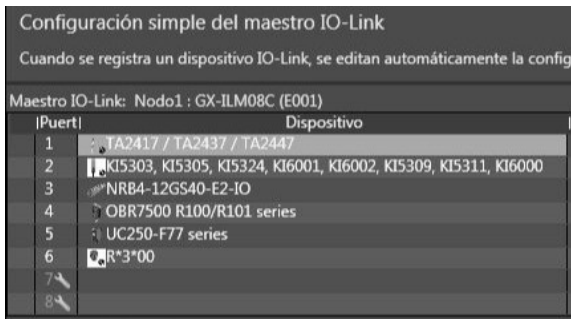 Configuración simple del maestro IO-Link
Cuando se registra un dispositivo IO-Link, se editan automáticamente la config
Maestro IO-Link: Nodo1 : GX-ILM08C (E001)
|Puert| Dispositivo
1 TA2417 / TA2437 / TA2447
2 KI5303, KI5305, KI5324, KI6001, KI6002, KI5309, KI5311, KI6000
3 NRB4-12GS40-E2-IO
4 OBR7500 R100/R101 series
5 UC250-F77 series
6 R*3*00
7
8